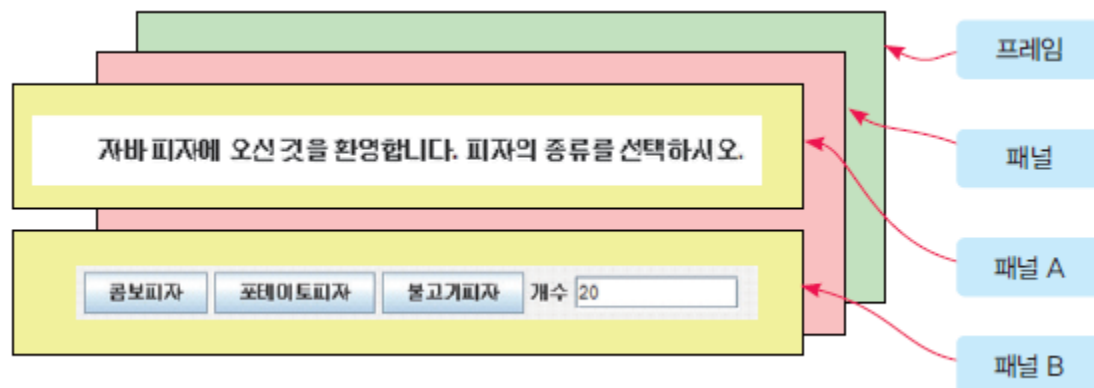 프레임
자바 피자에 오신 것을 환영합니다. 피자의 종류를 선택하시오.
패널
패널 A
콤보피자 포테이토피자 불고기피자 개수 20
패널 B